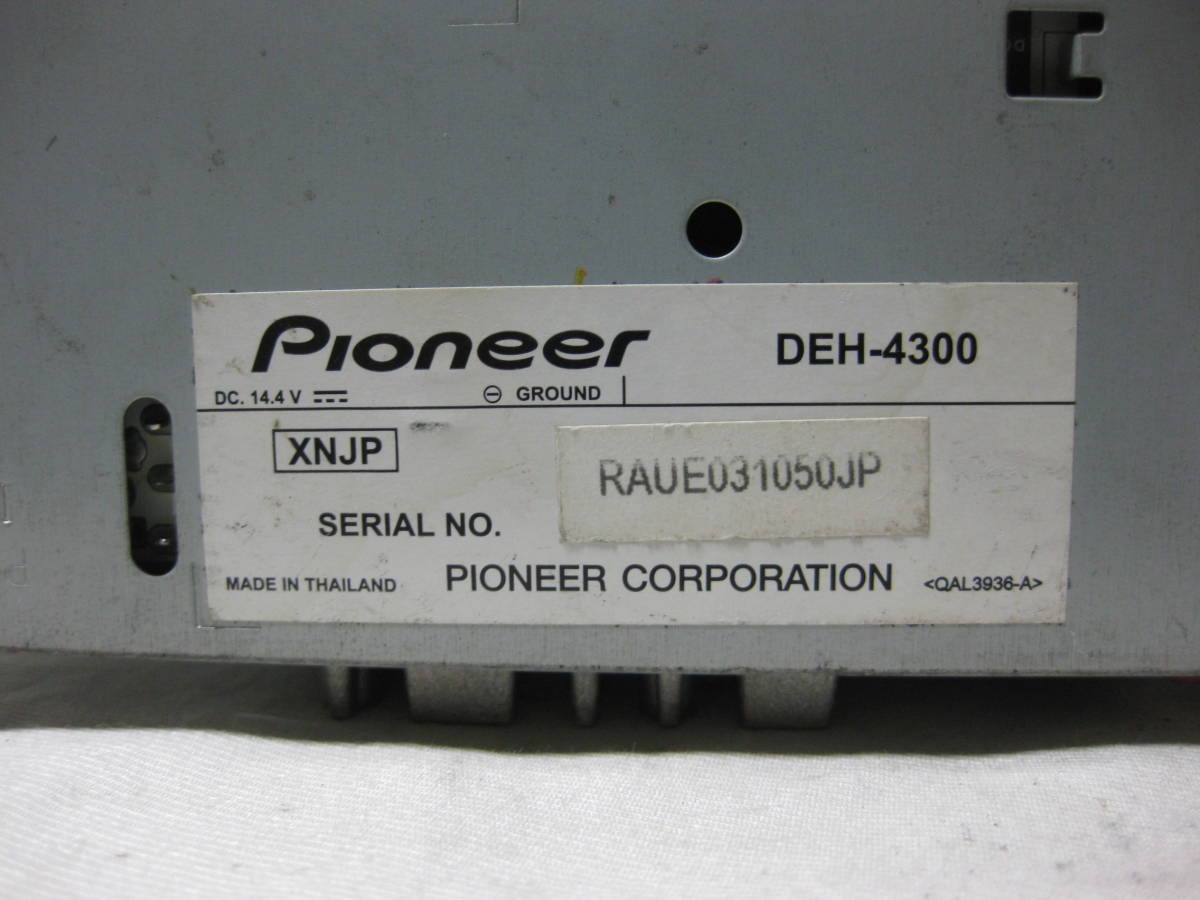 Pioneer DEH-4300
DC. 14.4 V ⊖ GROUND
XNJP
RAUE031050JP
SERIAL NO.
MADE IN THAILAND PIONEER CORPORATION <QAL3936-A>